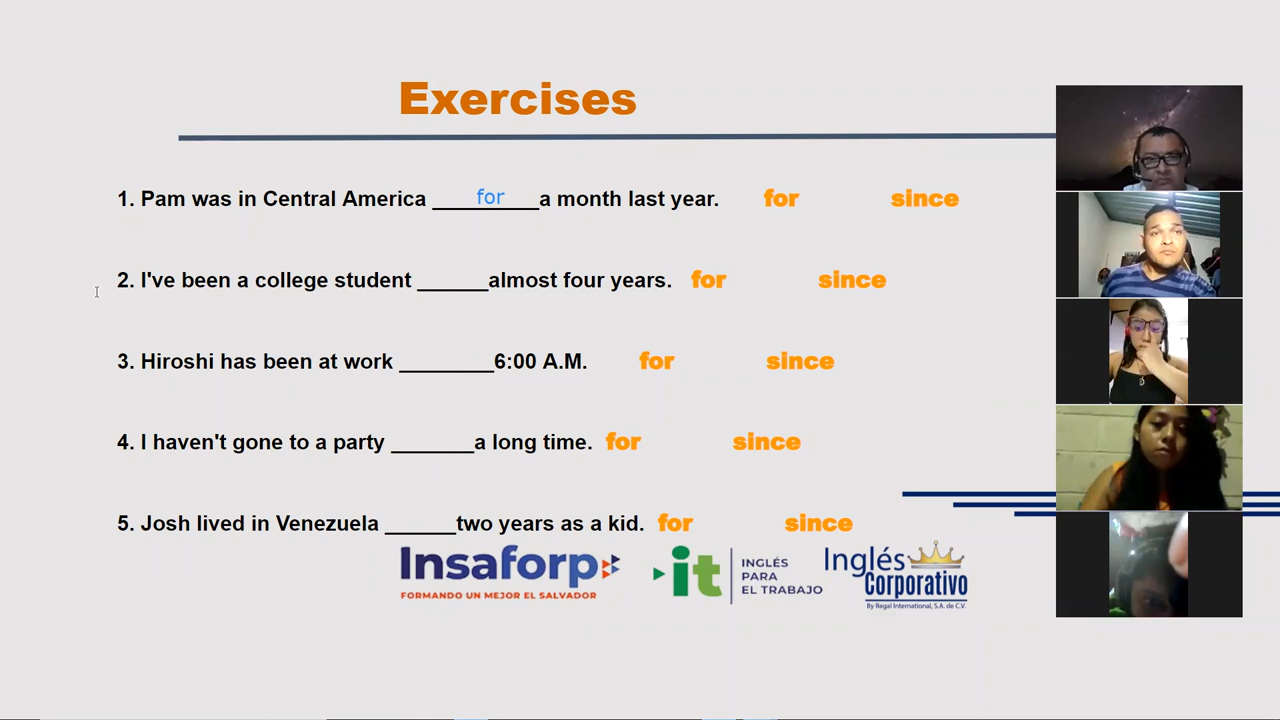 Exercises
1. Pam was in Central America _________for a month last year. for since
2. I've been a college student ______almost four years. for since
3. Hiroshi has been at work ________6:00 A.M. for since
4. I haven't gone to a party _______a long time. for since
5. Josh lived in Venezuela ______two years as a kid. for since
Insaforp
FORMANDO UN MEJOR EL SALVADOR
it INGLÉS
PARA
EL TRABAJO
Inglés
Corporativo
By Regal International, S.A. de C.V.